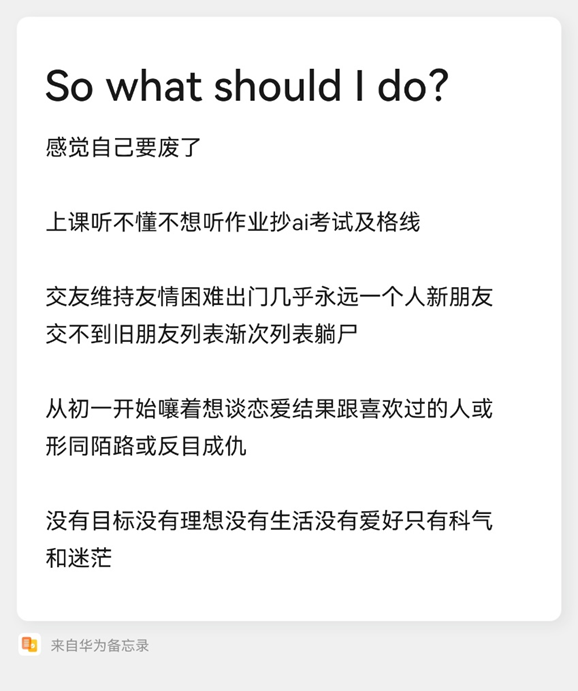 So what should I do?
感觉自己要废了
上课听不懂不想听作业抄ai考试及格线
交友维持友情困难出门几乎永远一个人新朋友
交不到旧朋友列表渐次列表躺尸
从初一开始嚷着想谈恋爱结果跟喜欢过的人或
形同陌路或反目成仇
没有目标没有理想没有生活没有爱好只有科气
和迷茫
来自华为备忘录